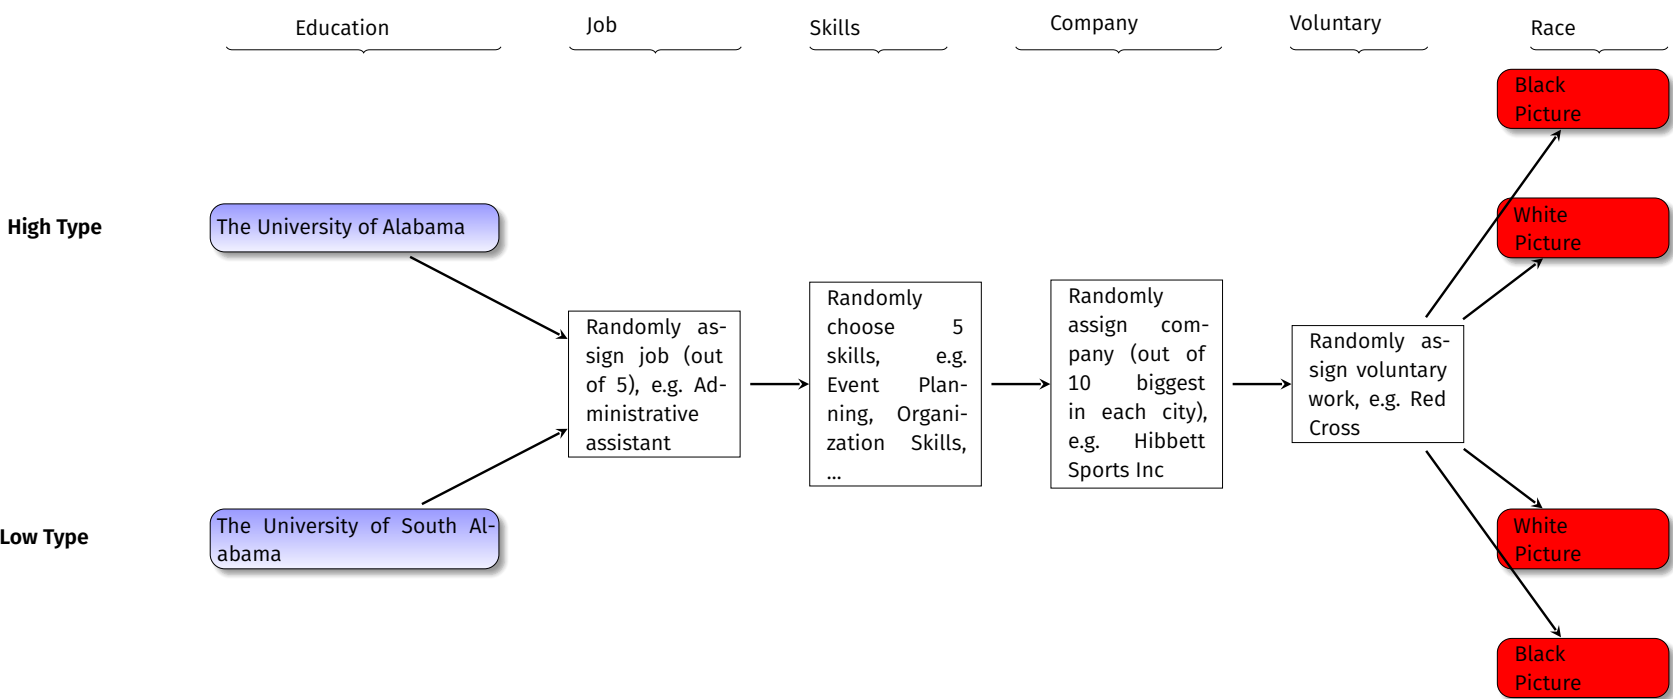 Education
Job
Skills
Company
Voluntary
Race
Black
Picture
High Type
The University of Alabama
White
Picture
Randomly as-
sign job (out
of 5), e.g. Ad-
ministrative
assistant
Randomly
choose 5
skills, e.g.
Event Plan-
ning, Organi-
zation Skills,
...
Randomly
assign com-
pany (out of
10 biggest
in each city),
e.g. Hibbett
Sports Inc
Randomly as-
sign voluntary
work, e.g. Red
Cross
Low Type
The University of South Al-
abama
White
Picture
Black
Picture